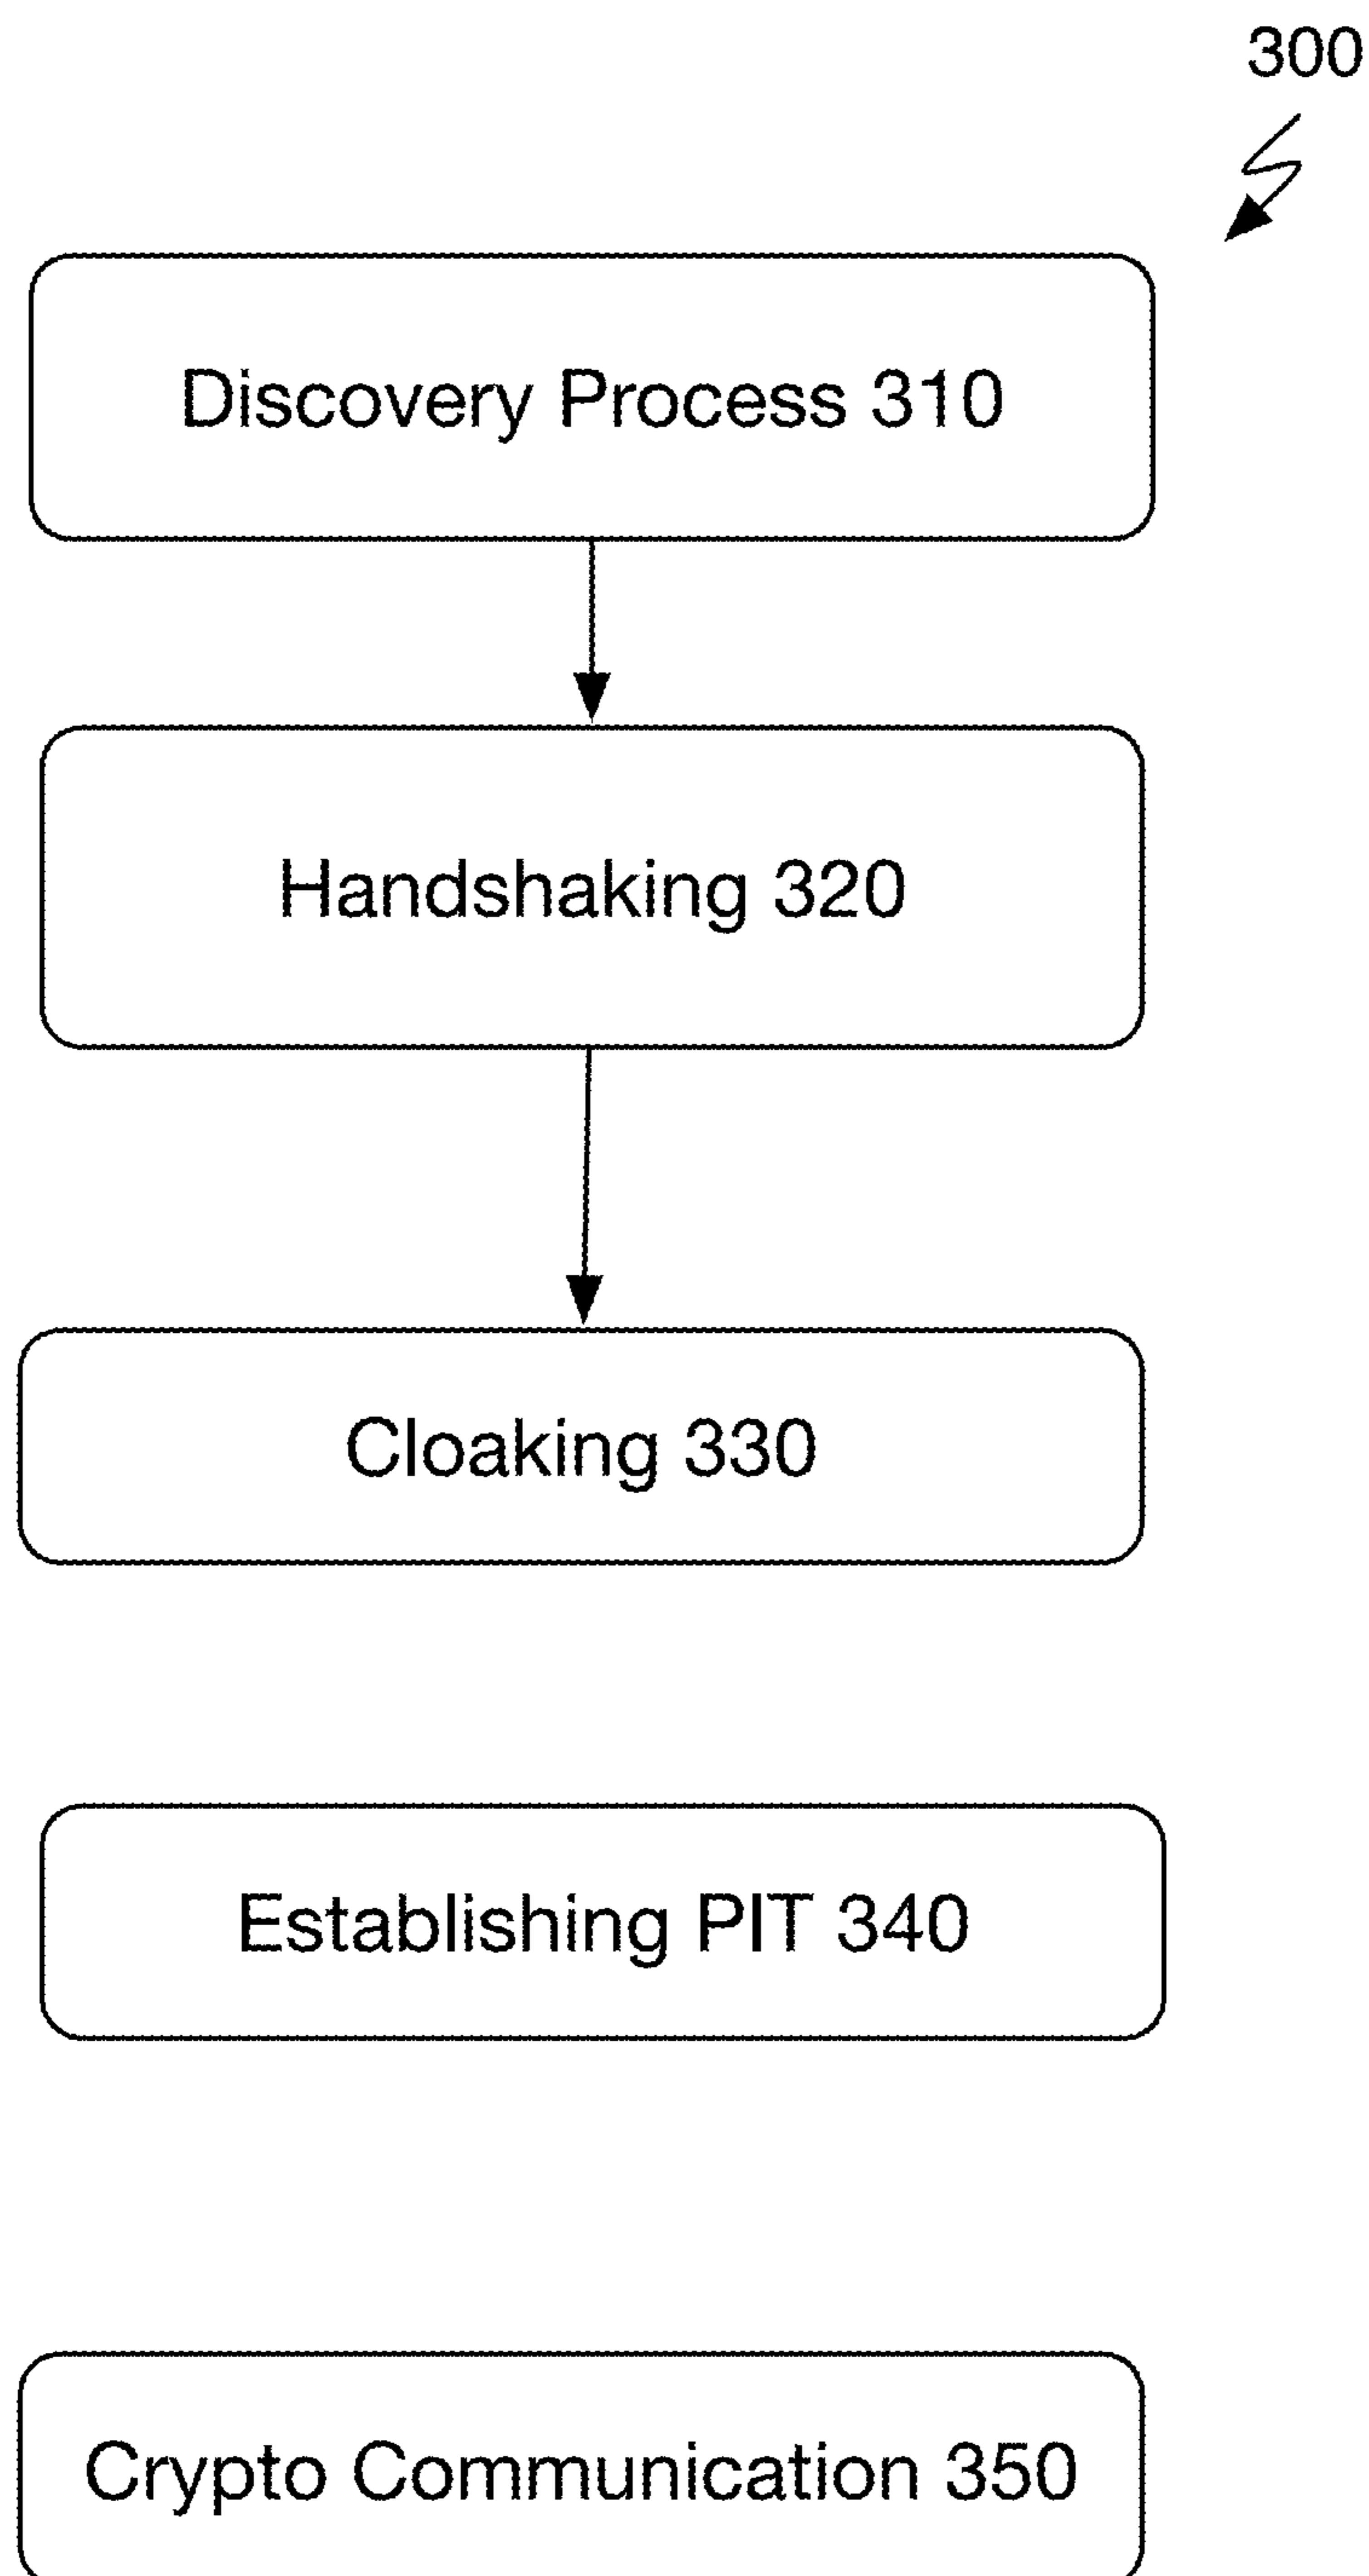 300
Discovery Process 310
Handshaking 320
Cloaking 330
Establishing PIT 340
Crypto Communication 350